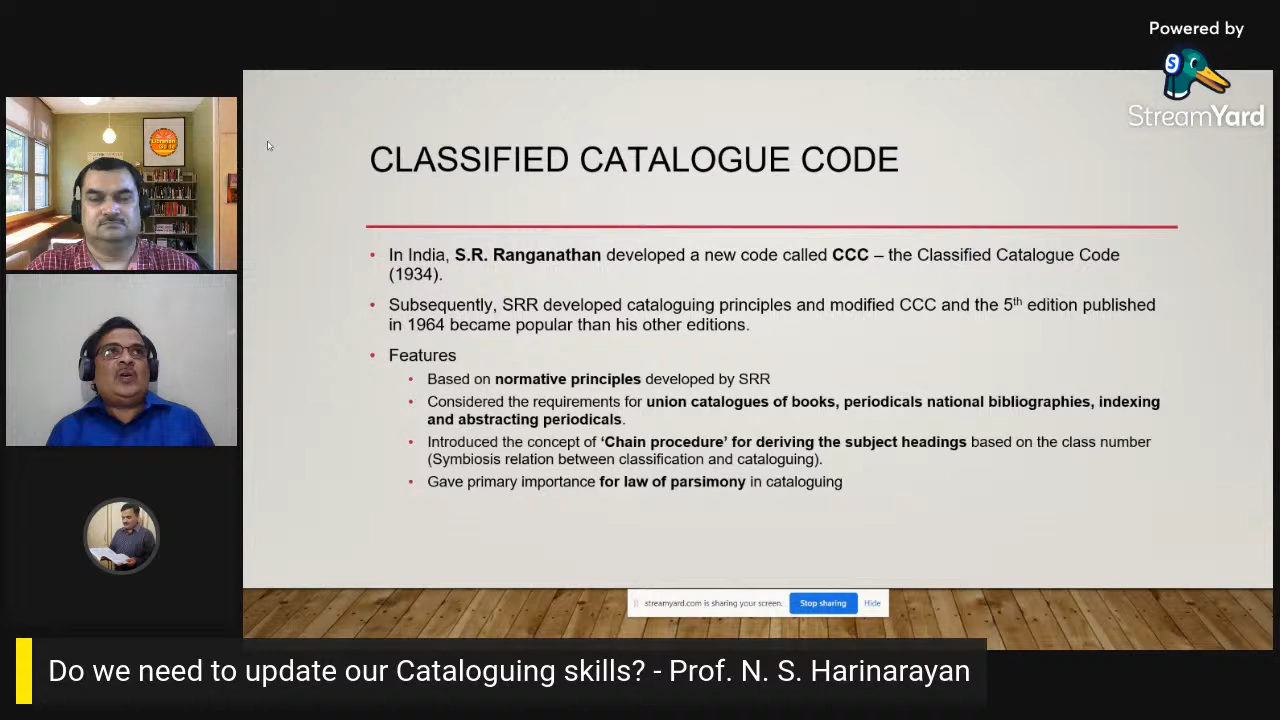 Powered by
S
StreamYard
CLASSIFIED CATALOGUE CODE
• In India, S.R. Ranganathan developed a new code called CCC – the Classified Catalogue Code
(1934).
• Subsequently, SRR developed cataloguing principles and modified CCC and the 5th edition published
in 1964 became popular than his other editions.
• Features
• Based on normative principles developed by SRR
• Considered the requirements for union catalogues of books, periodicals national bibliographies, indexing
and abstracting periodicals.
• Introduced the concept of ‘Chain procedure’ for deriving the subject headings based on the class number
(Symbiosis relation between classification and cataloguing).
• Gave primary importance for law of parsimony in cataloguing
streamyard.com is sharing your screen. Stop sharing Hide
Do we need to update our Cataloguing skills? - Prof. N. S. Harinarayan